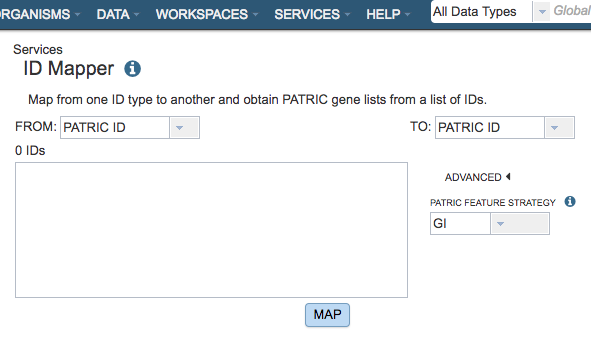 RGANISMS DATA WORKSPACES SERVICES HELP All Data Types Global
Services
ID Mapper
Map from one ID type to another and obtain PATRIC gene lists from a list of IDs.
FROM: PATRIC ID TO: PATRIC ID
0 IDs
ADVANCED
PATRIC FEATURE STRATEGY
GI
MAP